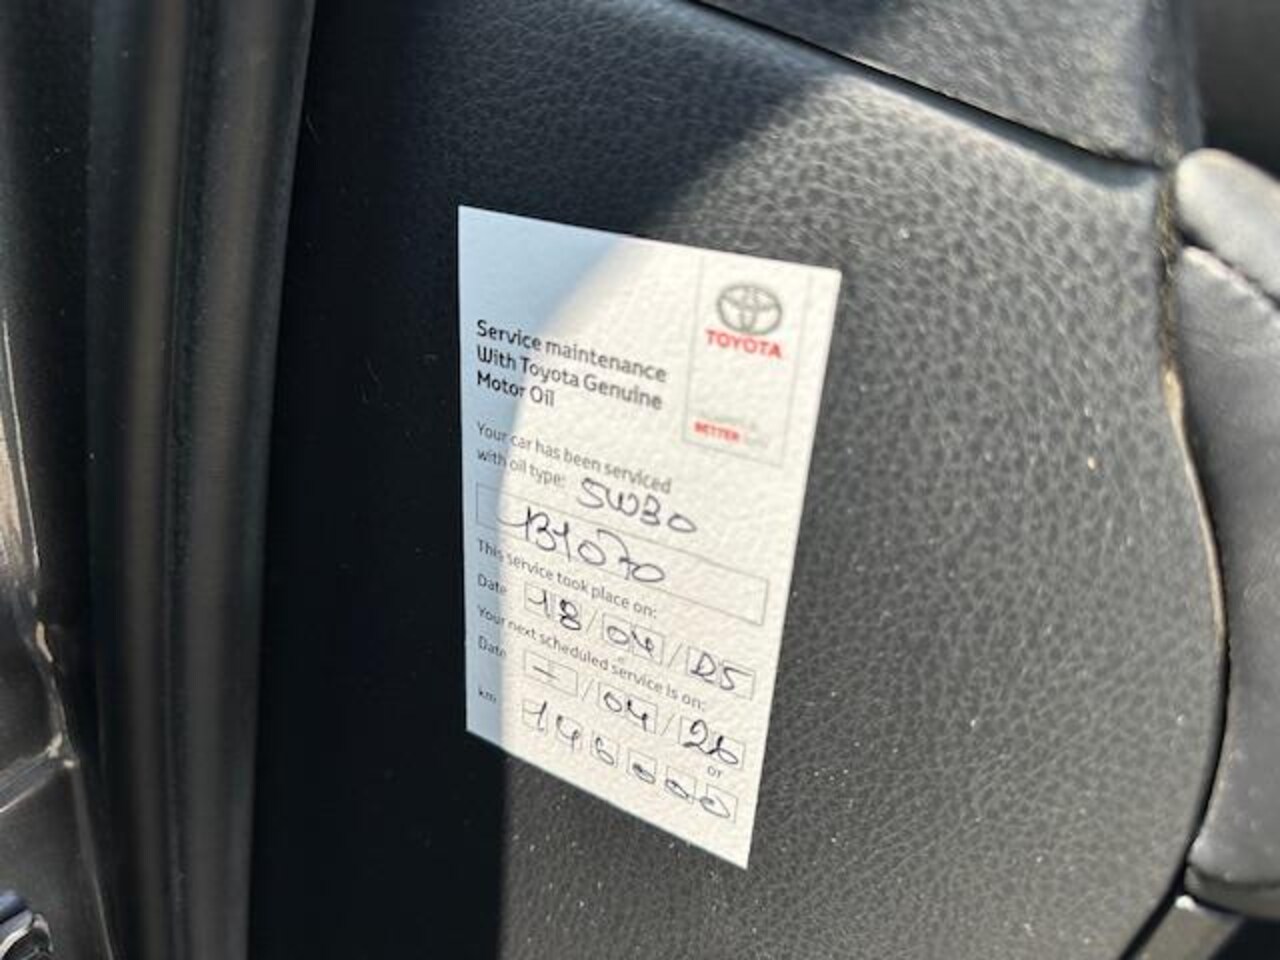 TOYOTA
BETTER
Service maintenance
With Toyota Genuine
Motor Oil
Your car has been serviced
with oil type: 5W30
131070
This service took place on:
Date 18/04/25
Your next scheduled service is on:
Date - /04/26
or
km 146000